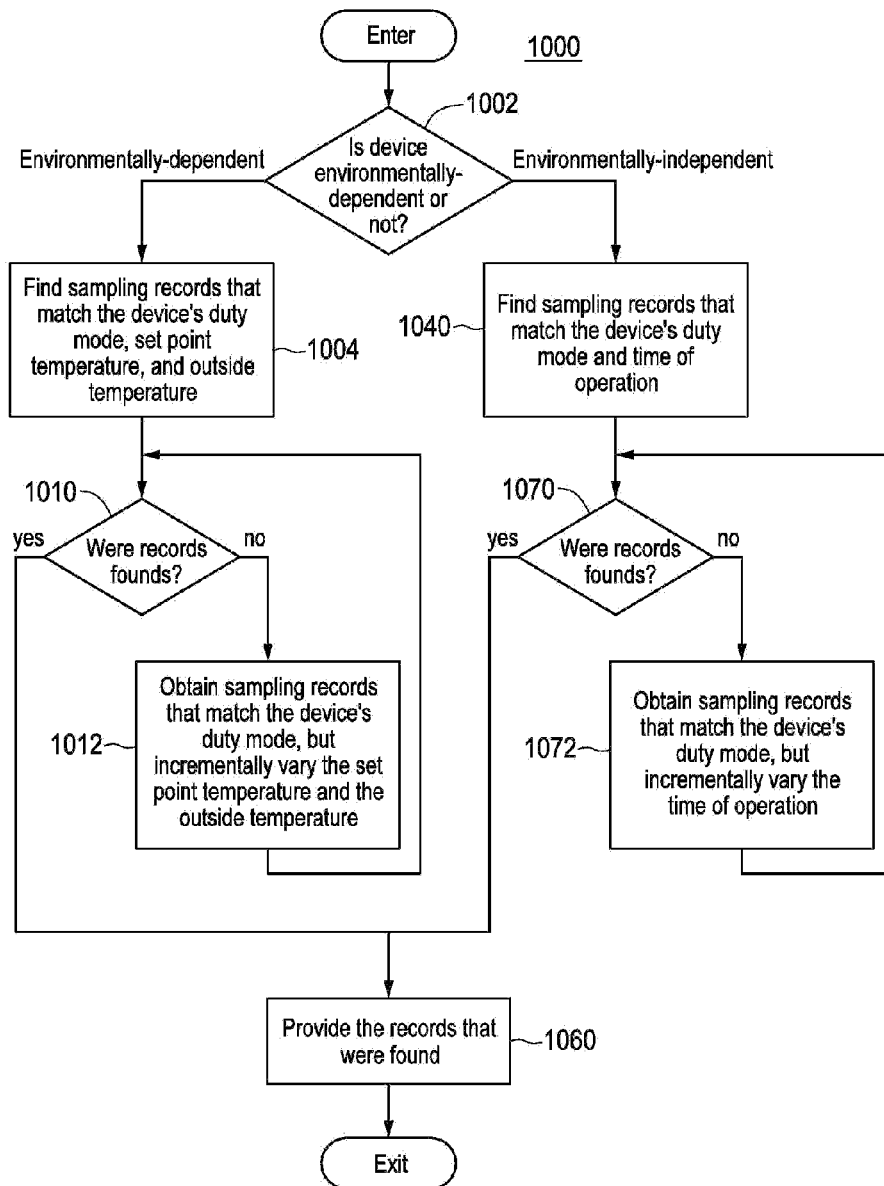 Enter
1000
1002
Is device
environmentally-
dependent or
not?
Environmentally-dependent
Environmentally-independent
Find sampling records that
match the device's duty
mode, set point
temperature, and outside
temperature
1004
1040
Find sampling records that
match the device's duty
mode and time of
operation
1010
yes
Were records
founds?
no
1070
yes
Were records
founds?
no
1012
Obtain sampling records
that match the device's
duty mode, but
incrementally vary the set
point temperature and the
outside temperature
1072
Obtain sampling records
that match the device's
duty mode, but
incrementally vary the
time of operation
Provide the records that
were found
1060
Exit